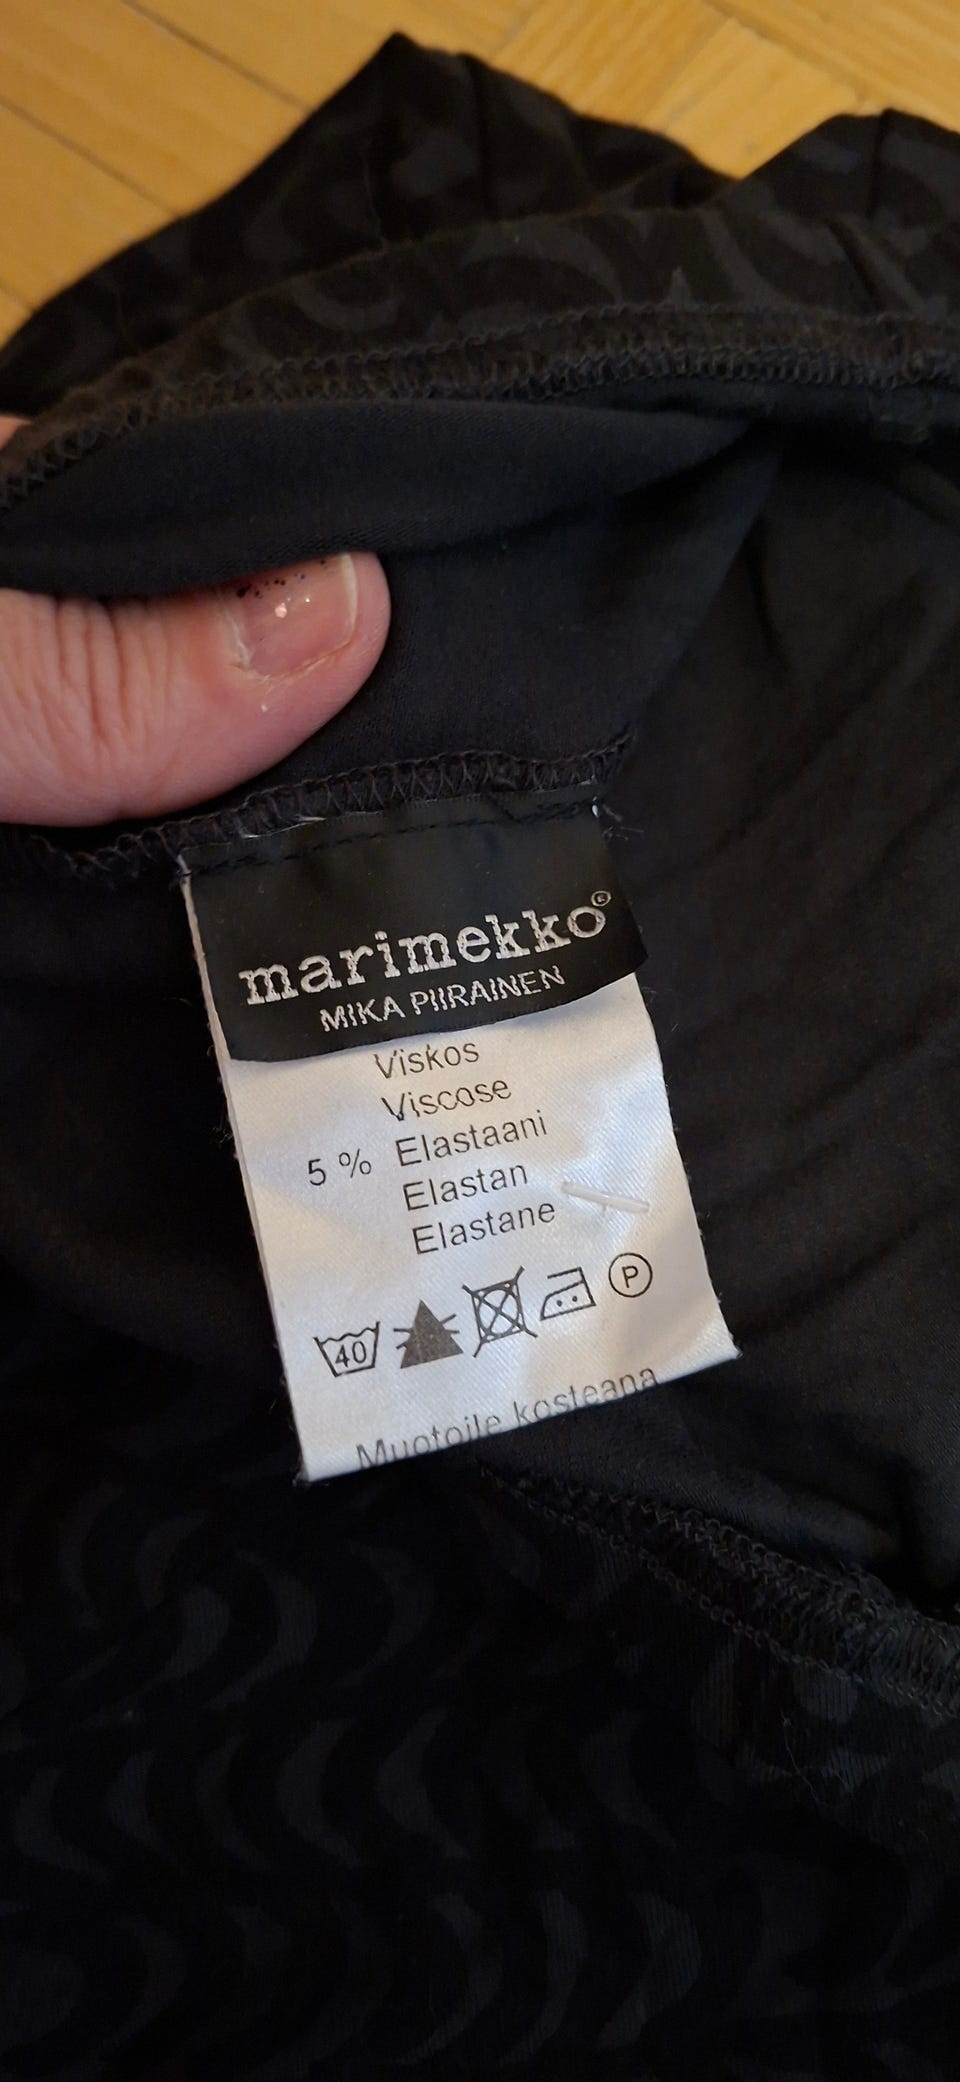 marimekko®
MIKA PIIRAINEN
Viskos
Viscose
5 % Elastaani
Elastan
Elastane
40 P
Muotoile kosteana